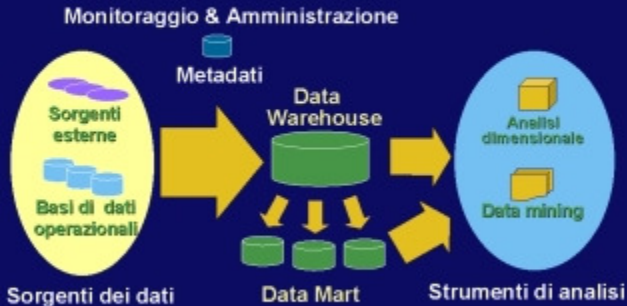 Monitoraggio & Amministrazione
Metadati
Sorgenti
esterne
Basi di dati
operazionali
Sorgenti dei dati
Data
Warehouse
Data Mart
Analisi
dimensionale
Data mining
Strumenti di analisi